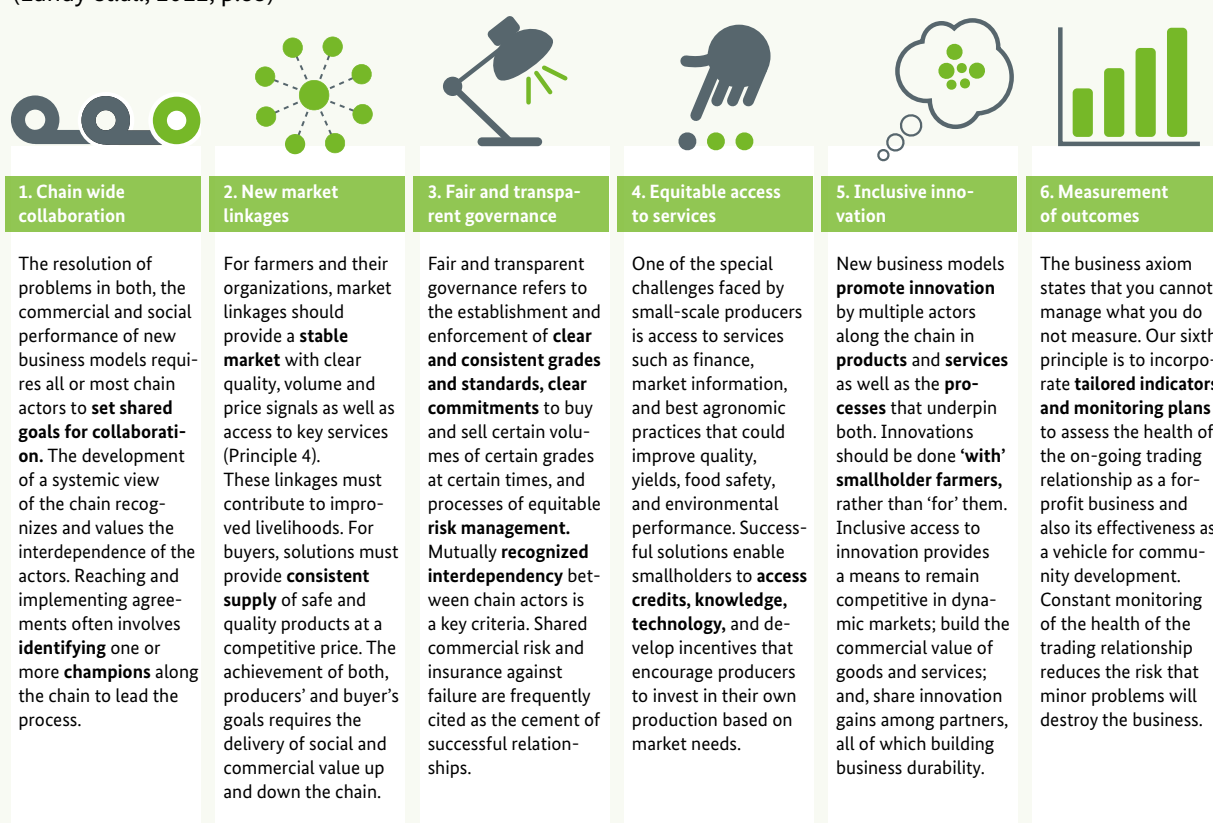 1. Chain wide
collaboration
The resolution of
problems in both, the
commercial and social
performance of new
business models requi-
res all or most chain
actors to set shared
goals for collaborati-
on. The development
of a systemic view
of the chain recog-
nizes and values the
interdependence of the
actors. Reaching and
implementing agree-
ments often involves
identifying one or
more champions along
the chain to lead the
process.
2. New market
linkages
For farmers and their
organizations, market
linkages should
provide a stable
market with clear
quality, volume and
price signals as well as
access to key services
(Principle 4).
These linkages must
contribute to impro-
ved livelihoods. For
buyers, solutions must
provide consistent
supply of safe and
quality products at a
competitive price. The
achievement of both,
producers’ and buyer’s
goals requires the
delivery of social and
commercial value up
and down the chain.
3. Fair and transpa-
rent governance
Fair and transparent
governance refers to
the establishment and
enforcement of clear
and consistent grades
and standards, clear
commitments to buy
and sell certain volu-
mes of certain grades
at certain times, and
processes of equitable
risk management.
Mutually recognized
interdependency bet-
ween chain actors is
a key criteria. Shared
commercial risk and
insurance against
failure are frequently
cited as the cement of
successful relation-
ships.
4. Equitable access
to services
One of the special
challenges faced by
small-scale producers
is access to services
such as finance,
market information,
and best agronomic
practices that could
improve quality,
yields, food safety,
and environmental
performance. Success-
ful solutions enable
smallholders to access
credits, knowledge,
technology, and de-
velop incentives that
encourage producers
to invest in their own
production based on
market needs.
5. Inclusive inno-
vation
New business models
promote innovation
by multiple actors
along the chain in
products and services
as well as the pro-
cesses that underpin
both. Innovations
should be done ‘with’
smallholder farmers,
rather than ‘for’ them.
Inclusive access to
innovation provides
a means to remain
competitive in dyna-
mic markets; build the
commercial value of
goods and services;
and, share innovation
gains among partners,
all of which building
business durability.
6. Measurement
of outcomes
The business axiom
states that you cannot
manage what you do
not measure. Our sixth
principle is to incorpo-
rate tailored indicators
and monitoring plans
to assess the health of
the on-going trading
relationship as a for-
profit business and
also its effectiveness as
a vehicle for commu-
nity development.
Constant monitoring
of the health of the
trading relationship
reduces the risk that
minor problems will
destroy the business.